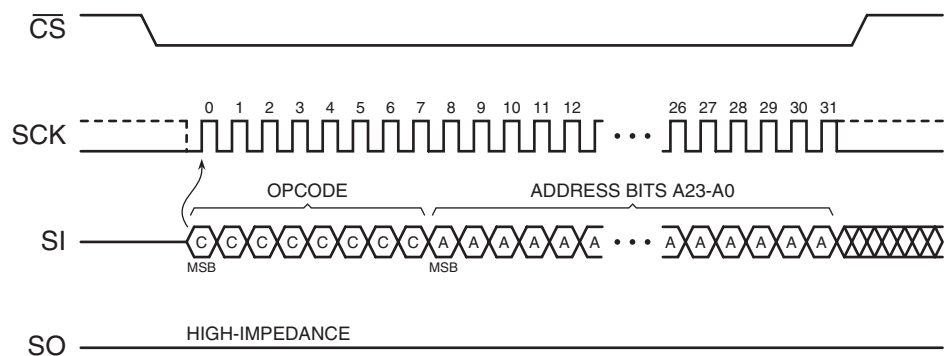 CS
0 1 2 3 4 5 6 7 8 9 10 11 12 26 27 28 29 30 31
SCK
OPCODE ADDRESS BITS A23-A0
SI C C C C C C C C A A A A A A A A A A A A
MSB MSB
HIGH-IMPEDANCE
SO